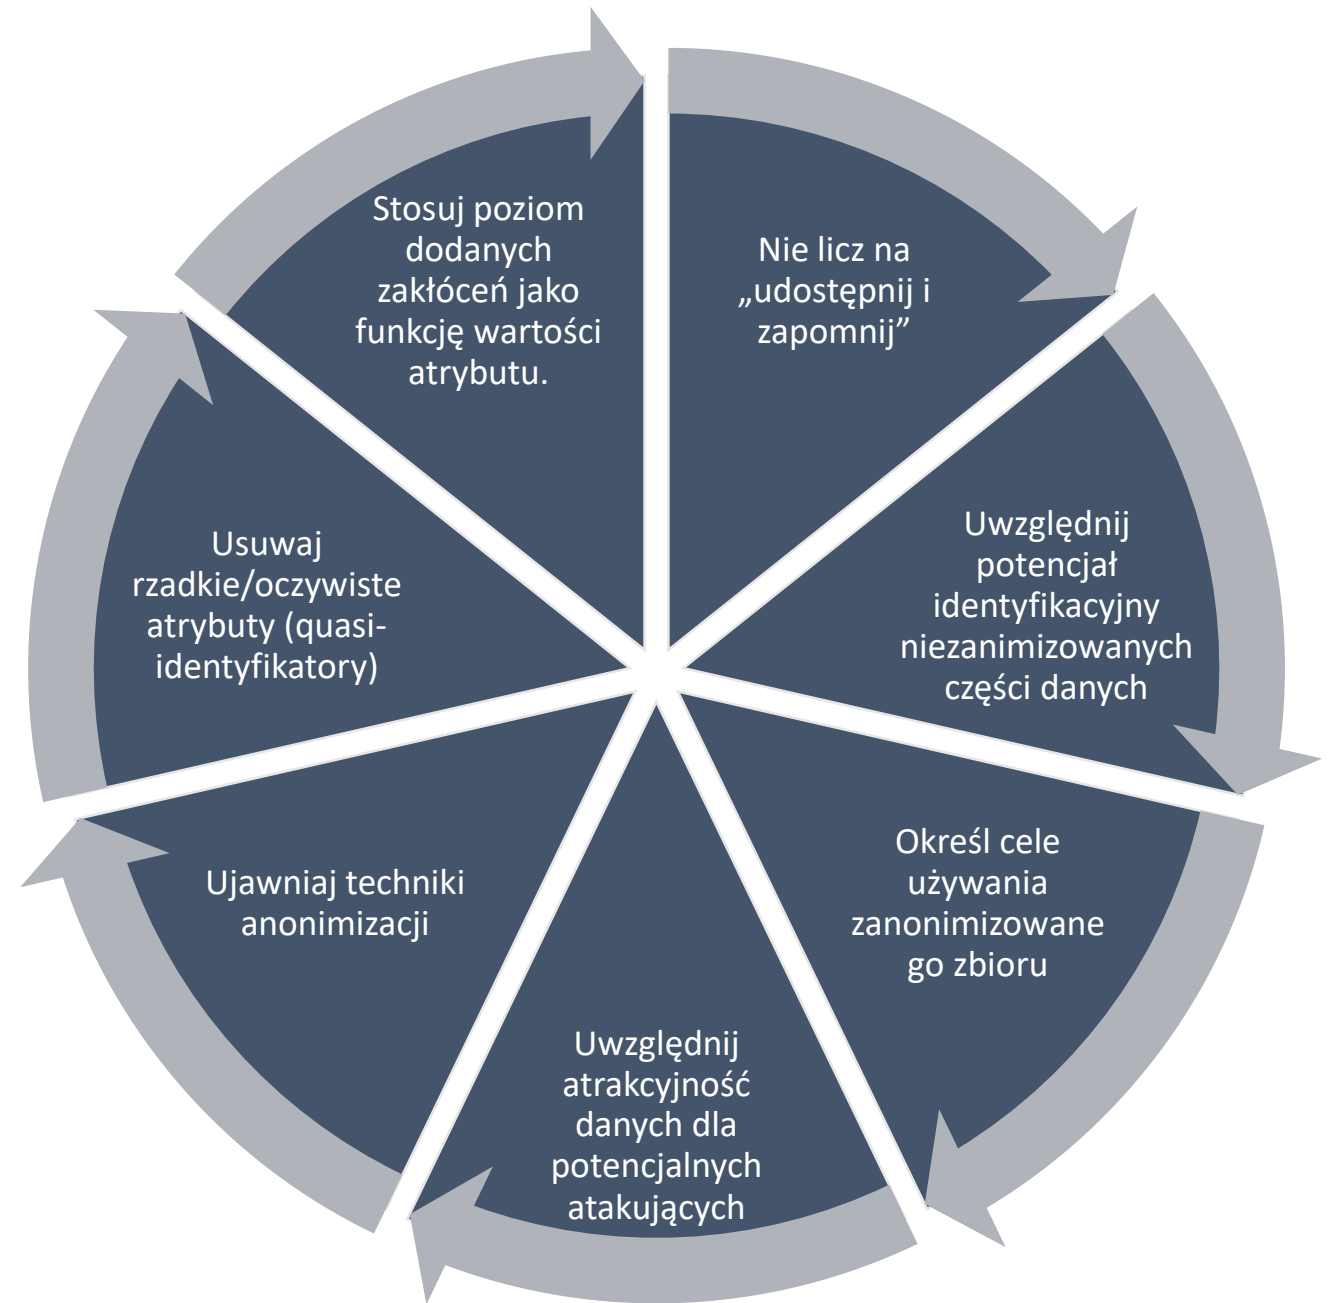 Nie licz na
„udostępnij i
zapomnij”
Uwzględnij
potencjał
identyfikacyjny
niezanimizowanych
części danych
Określ cele
używania
zanonimizowane
go zbioru
Uwzględnij
atrakcyjność
danych dla
potencjalnych
atakujących
Ujawniaj techniki
anonimizacji
Usuwaj
rzadkie/oczywiste
atrybuty (quasi-
identyfikatory)
Stosuj poziom
dodanych
zakłóceń jako
funkcję wartości
atrybutu.